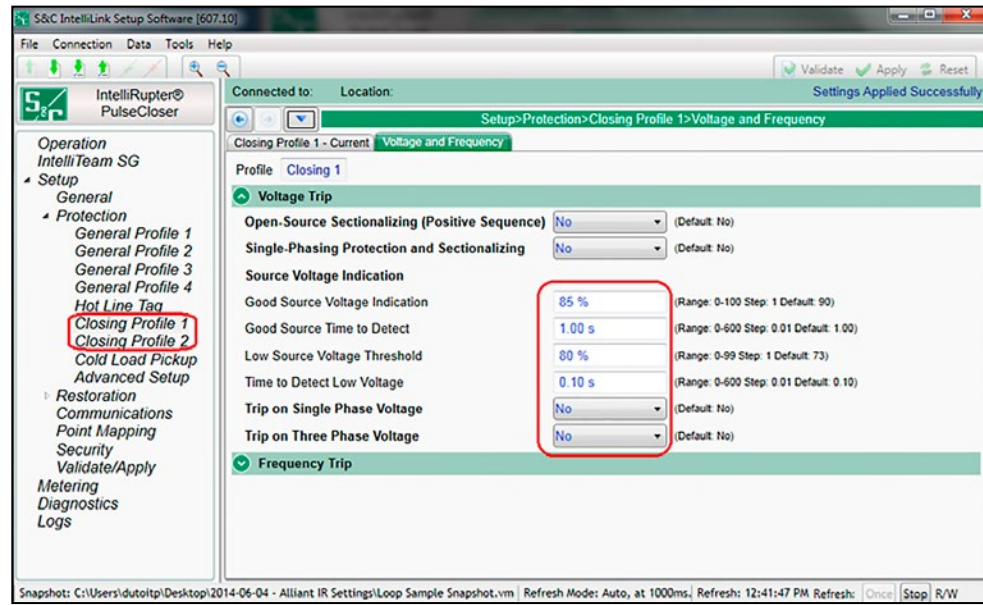 S&C IntelliLink Setup Software [607.10]
File Connection Data Tools Help
Validate Apply Reset
S&C
IntelliRupter®
PulseCloser
Connected to: Location: Settings Applied Successfully
Setup>Protection>Closing Profile 1>Voltage and Frequency
Closing Profile 1 - Current Voltage and Frequency
Profile Closing 1
Operation
IntelliTeam SG
Setup
General
Protection
General Profile 1
General Profile 2
General Profile 3
General Profile 4
Hot Line Tag
Closing Profile 1
Closing Profile 2
Cold Load Pickup
Advanced Setup
Restoration
Communications
Point Mapping
Security
Validate/Apply
Metering
Diagnostics
Logs
Voltage Trip
Open-Source Sectionalizing (Positive Sequence) No (Default: No)
Single-Phasing Protection and Sectionalizing No (Default: No)
Source Voltage Indication
Good Source Voltage Indication 85 % (Range: 0-100 Step: 1 Default: 90)
Good Source Time to Detect 1.00 s (Range: 0-600 Step: 0.01 Default: 1.00)
Low Source Voltage Threshold 80 % (Range: 0-99 Step: 1 Default: 73)
Time to Detect Low Voltage 0.10 s (Range: 0-600 Step: 0.01 Default: 0.10)
Trip on Single Phase Voltage No (Default: No)
Trip on Three Phase Voltage No (Default: No)
Frequency Trip
Snapshot: C:\Users\dutoitp\Desktop\2014-06-04 - Alliant IR Settings\Loop Sample Snapshot.vm Refresh Mode: Auto, at 1000ms. Refresh: 12:41:47 PM Refresh: Once Stop R/W